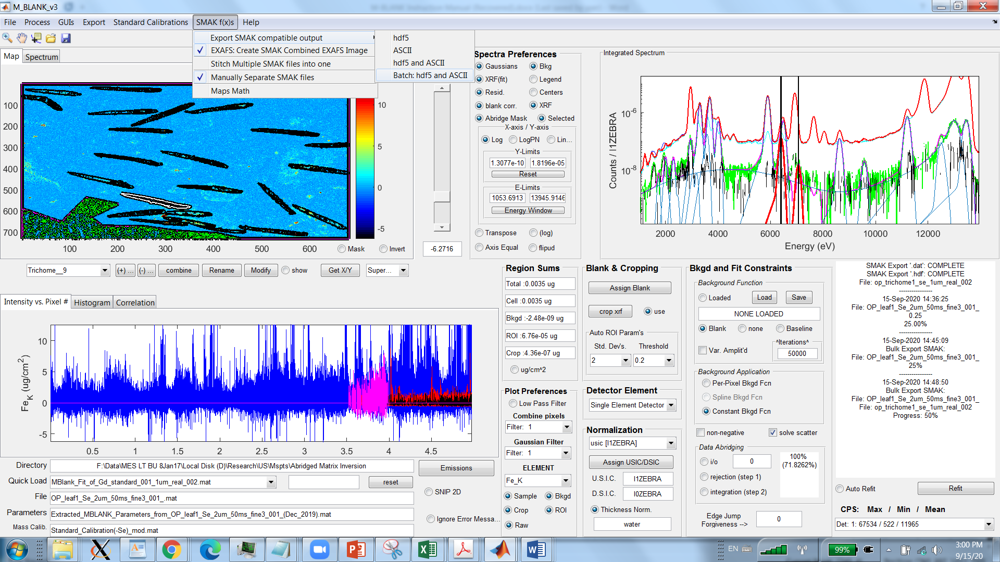 M_BLANK_v3
File Process GUIs Export Standard Calibrations SMAK f(x)s Help
Export SMAK compatible output
EXAFS: Create SMAK Combined EXAFS Image
Stitch Multiple SMAK files into one
Manually Separate SMAK files
Maps Math
hdf5
ASCII
hdf5 and ASCII
Batch: hdf5 and ASCII
Map Spectrum
100
200
300
400
500
600
700
100 200 300 400 500 600
10
5
0
-5
Mask Invert
-6.2716
Spectra Preferences
Gaussians Bkg
XRF(fit) Legend
Resid. Centers
blank corr. XRF
Abridge Mask Selected
X-axis / Y-axis
Log LogPN Lin...
Y-Limits
1.3077e-10 1.8196e-05
Reset
E-Limits
1053.6913 13945.9146
Energy Window
Transpose (log)
Axis Equal flipud
Integrated Spectrum
Counts / I1ZEBRA
10-6
10-8
2000 4000 6000 8000 10000 12000
Energy (eV)
Trichome__9 (+) ... (-) ... combine Rename Modify show Get X/Y Super...
Intensity vs. Pixel # Histogram Correlation
FeK (ug/cm2)
10
5
0
-5
0.5 1 1.5 2 2.5 3 3.5 4 4.5
Directory F:\Data\MES LT BU 8Jan17\Local Disk (D)\Research\US\Mspts\Abridged Matrix Inversion
Quick Load MBlank_Fit_of_Gd_standard_001_1um_real_002.mat reset
File OP_leaf1_Se_2um_50ms_fine3_001_.mat
Parameters Extracted_MBLANK_Parameters_from_OP_leaf1_Se_2um_50ms_fine3_001_(Dec_2019).mat
Mass Calib. Standard_Calibration(-Se)_mod.mat
Emissions
SNIP 2D
Ignore Error Messa...
Region Sums
Total :0.0035 ug
Cell :0.0035 ug
Bkgd :-2.48e-09 ug
ROI :6.76e-05 ug
Crop :4.36e-07 ug
ug/cm^2
Plot Preferences
Low Pass Filter
Combine pixels
Filter: 1
Gaussian Filter
Filter: 1
ELEMENT
Fe_K
Sample Bkgd
Crop ROI
Raw
Blank & Cropping
Assign Blank
crop xrf use
Auto ROI Param's
Std. Dev's. Threshold
2 0.2
Detector Element
Single Element Detector
Normalization
usic [I1ZEBRA]
Assign USIC/DSIC
U.S.I.C. I1ZEBRA
D.S.I.C. I0ZEBRA
Thickness Norm.
water
Bkgd and Fit Constraints
Background Function
Loaded Load Save
NONE LOADED
Blank none Baseline
Var. Amplit'd
^Iterations^
50000
Background Application
Per-Pixel Bkgd Fcn
Spline Bkgd Fcn
Constant Bkgd Fcn
non-negative solve scatter
Data Abridging
i/o 0
100%
(71.8262%)
rejection (step 1)
integration (step 2)
Edge Jump
Forgiveness --> 0
SMAK Export '.dat': COMPLETE
SMAK Export '.hdf': COMPLETE
File: op_trichome1_se_1um_real_002
----------------
15-Sep-2020 14:36:25
File: OP_leaf1_Se_2um_50ms_fine3_001_
0.25
25.00%
----------------
15-Sep-2020 14:45:09
Bulk Export SMAK:
File: OP_leaf1_Se_2um_50ms_fine3_001_
25%
----------------
15-Sep-2020 14:48:50
Bulk Export SMAK:
File: OP_leaf1_Se_2um_50ms_fine3_001_
File: op_trichome1_se_1um_real_002
Progress: 50%
Auto Refit Refit
CPS: Max / Min / Mean
Det: 1: 67534 / 522 / 11965
EN 99% 3:00 PM
9/15/20